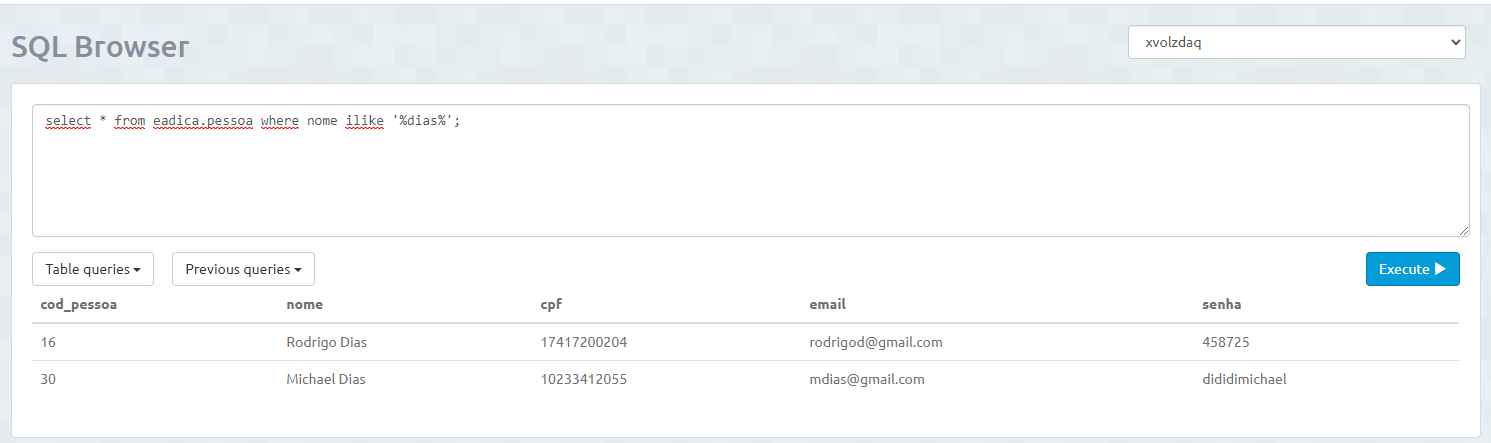 SQL Browser
xvolzdaq
select * from eadica.pessoa where nome ilike '%dias%';
Table queries Previous queries Execute
cod_pessoa nome cpf email senha
16 Rodrigo Dias 17417200204 rodrigod@gmail.com 458725
30 Michael Dias 10233412055 mdias@gmail.com dididimichael